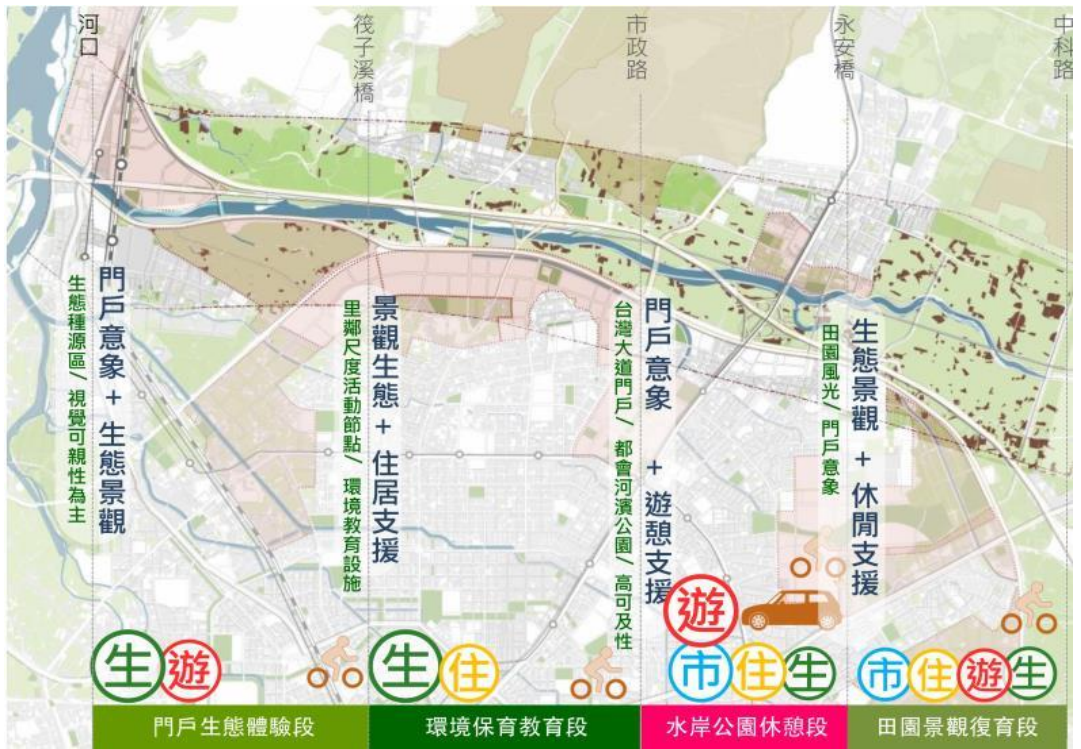 河口
筏子溪橋
市政路
永安橋
中科路
門戶意象 + 生態景觀
生態種源區/ 視覺可親性為主
景觀生態 + 住居支援
里鄰尺度活動節點/ 環境教育設施
門戶意象 + 遊憩支援
台灣大道門戶/ 都會河濱公園/ 高可及性
生態景觀 + 休閒支援
田園風光/ 門戶意象
生 遊
生 住
遊
市 住 生
市 住 遊 生
門戶生態體驗段
環境保育教育段
水岸公園休憩段
田園景觀復育段